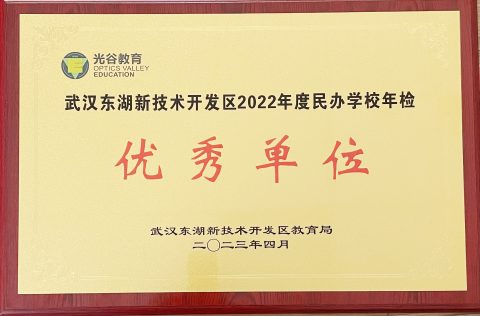 光谷教育
OPTICS VALLEY
EDUCATION
武汉东湖新技术开发区2022年度民办学校年检
优秀单位
武汉东湖新技术开发区教育局
二〇二三年四月